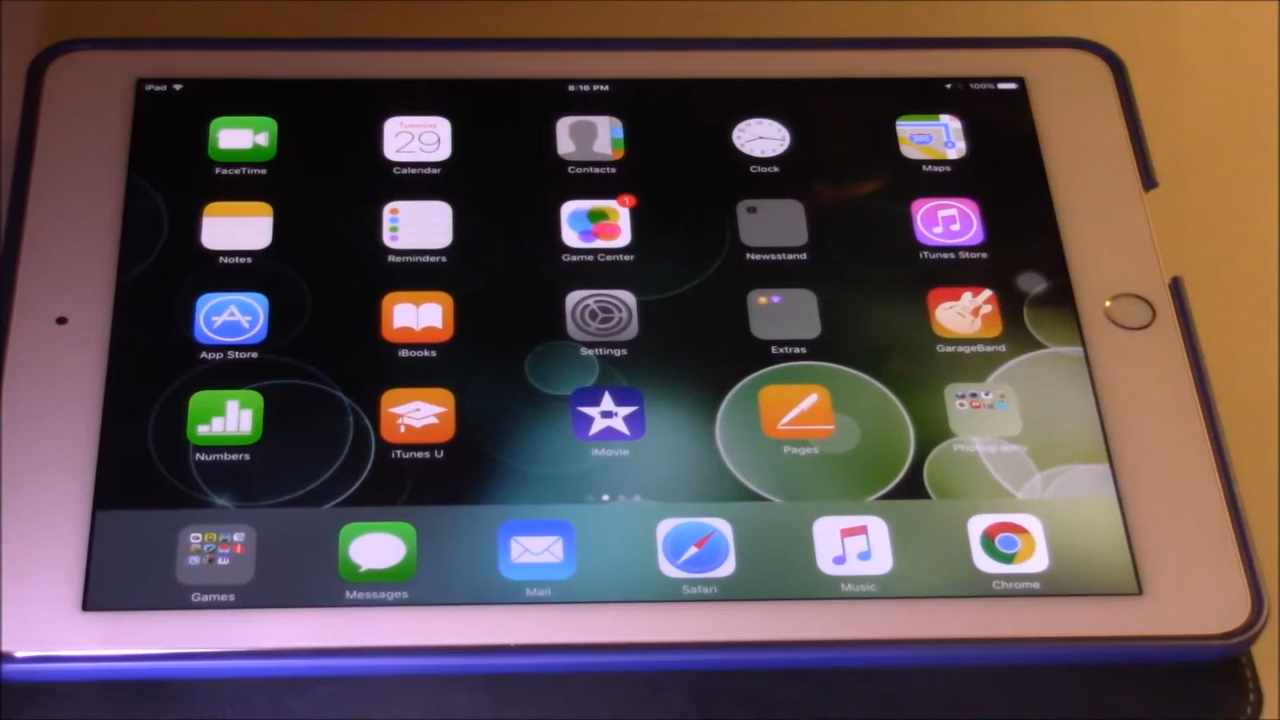 iPad 8:16 PM 100%
Tuesday
29
FaceTime Calendar Contacts Clock Maps
1
Notes Reminders Game Center Newsstand iTunes Store
App Store iBooks Settings Extras GarageBand
Numbers iTunes U iMovie Pages Photography
Games Messages Mail Safari Music Chrome